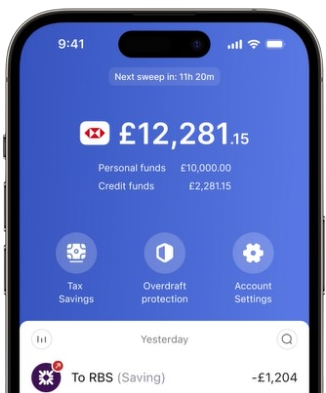 9:41
Next sweep in: 11h 20m
£12,281.15
Personal funds £10,000.00
Credit funds £2,281.15
Tax Savings
Overdraft protection
Account Settings
Yesterday
To RBS (Saving) -£1,204